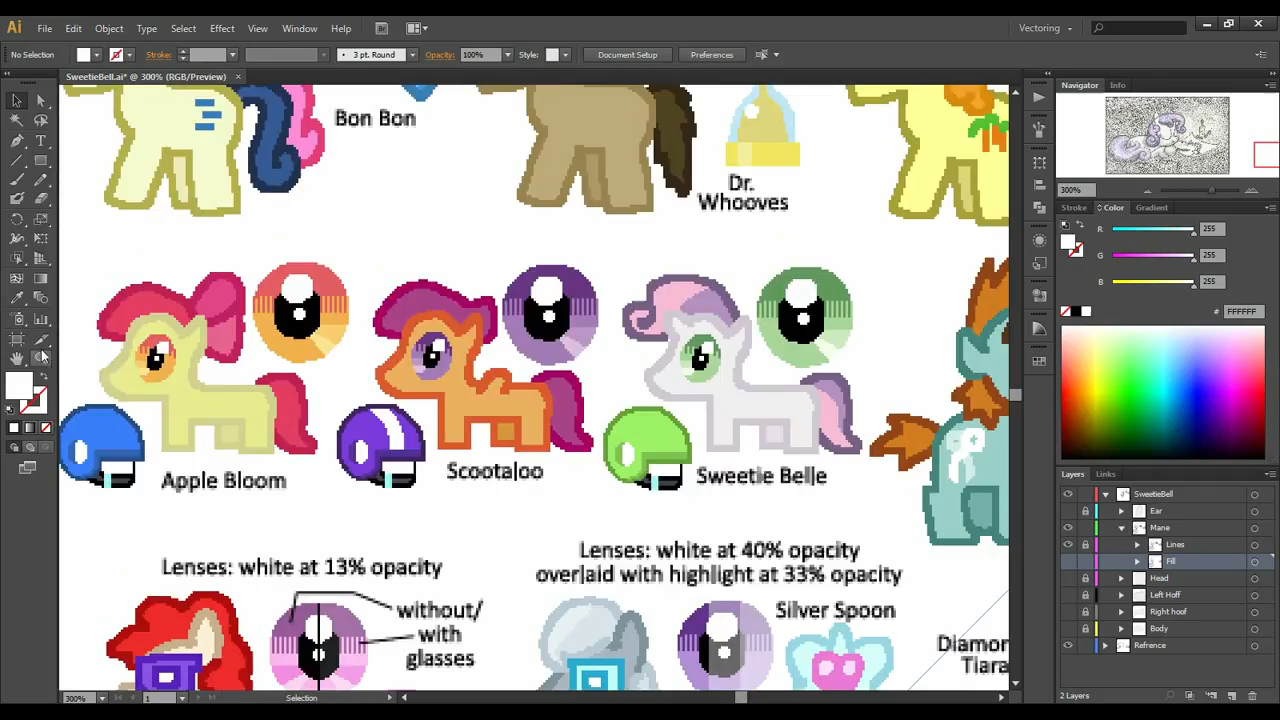 Ai File Edit Object Type Select Effect View Window Help Br Vectoring
No Selection Stroke: 3 pt. Round Opacity: 100% Style: Document Setup Preferences
SweetieBell.ai* @ 300% (RGB/Preview) ×
Navigator Info
300%
Color Gradient
R 255
G 255
B 255
# FFFFFF
Layers Links
SweetieBell
Ear
Mane
Lines
Fill
Head
Left Hoff
Right hoof
Body
Refrence
2 Layers
Bon Bon
Dr.
Whooves
Apple Bloom
Scootaloo
Sweetie Belle
Lenses: white at 13% opacity
without/
with
glasses
Lenses: white at 40% opacity
overlaid with highlight at 33% opacity
Silver Spoon
Diamon
Tiara
300% 1 Selection